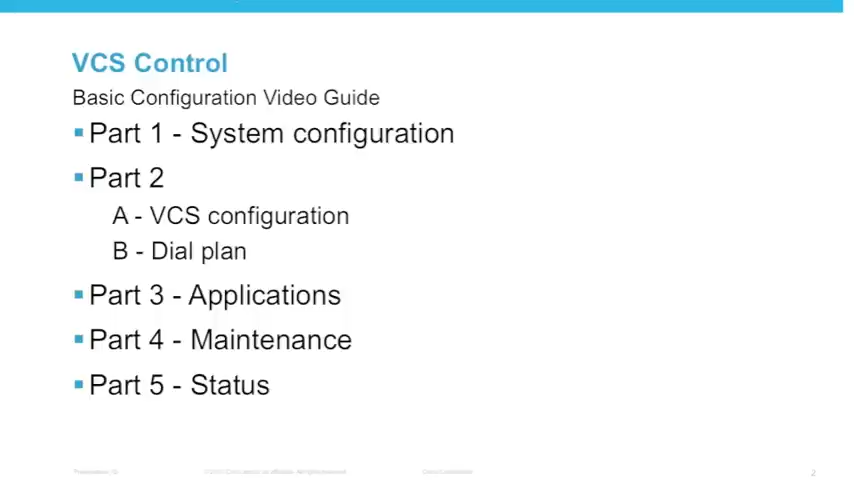 VCS Control
Basic Configuration Video Guide
Part 1 - System configuration
Part 2
A - VCS configuration
B - Dial plan
Part 3 - Applications
Part 4 - Maintenance
Part 5 - Status
2